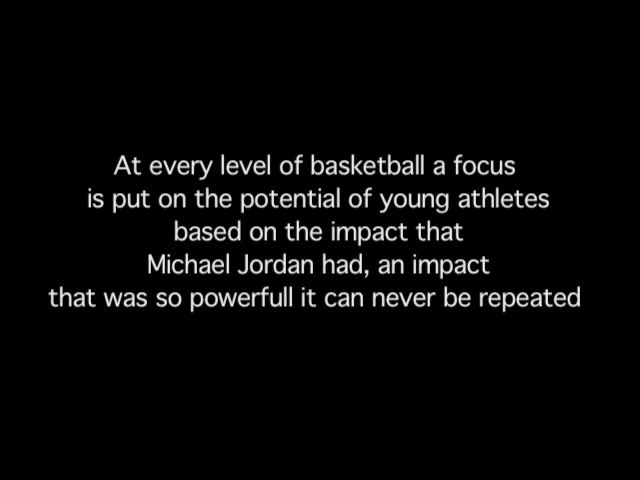 At every level of basketball a focus
is put on the potential of young athletes
based on the impact that
Michael Jordan had, an impact
that was so powerfull it can never be repeated